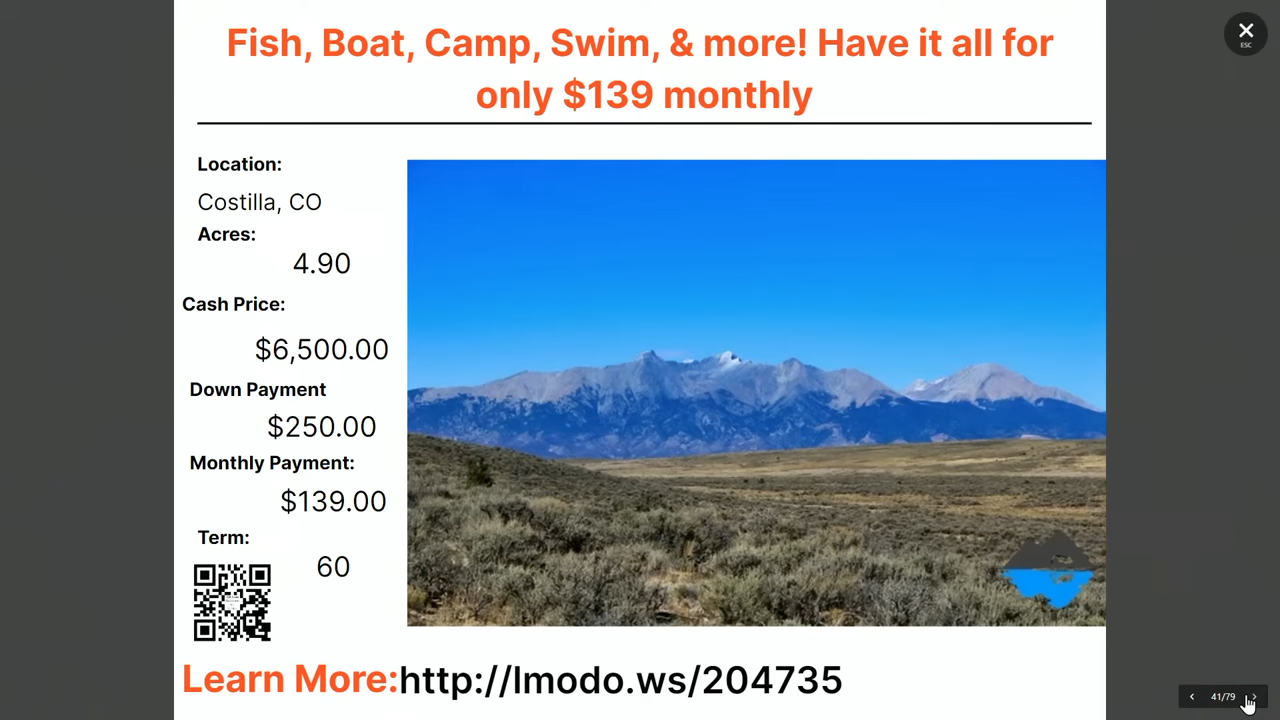 Fish, Boat, Camp, Swim, & more! Have it all for
only $139 monthly
Location:
Costilla, CO
Acres:
4.90
Cash Price:
$6,500.00
Down Payment
$250.00
Monthly Payment:
$139.00
Term:
60
Learn More:http://lmodo.ws/204735
ESC
41/79